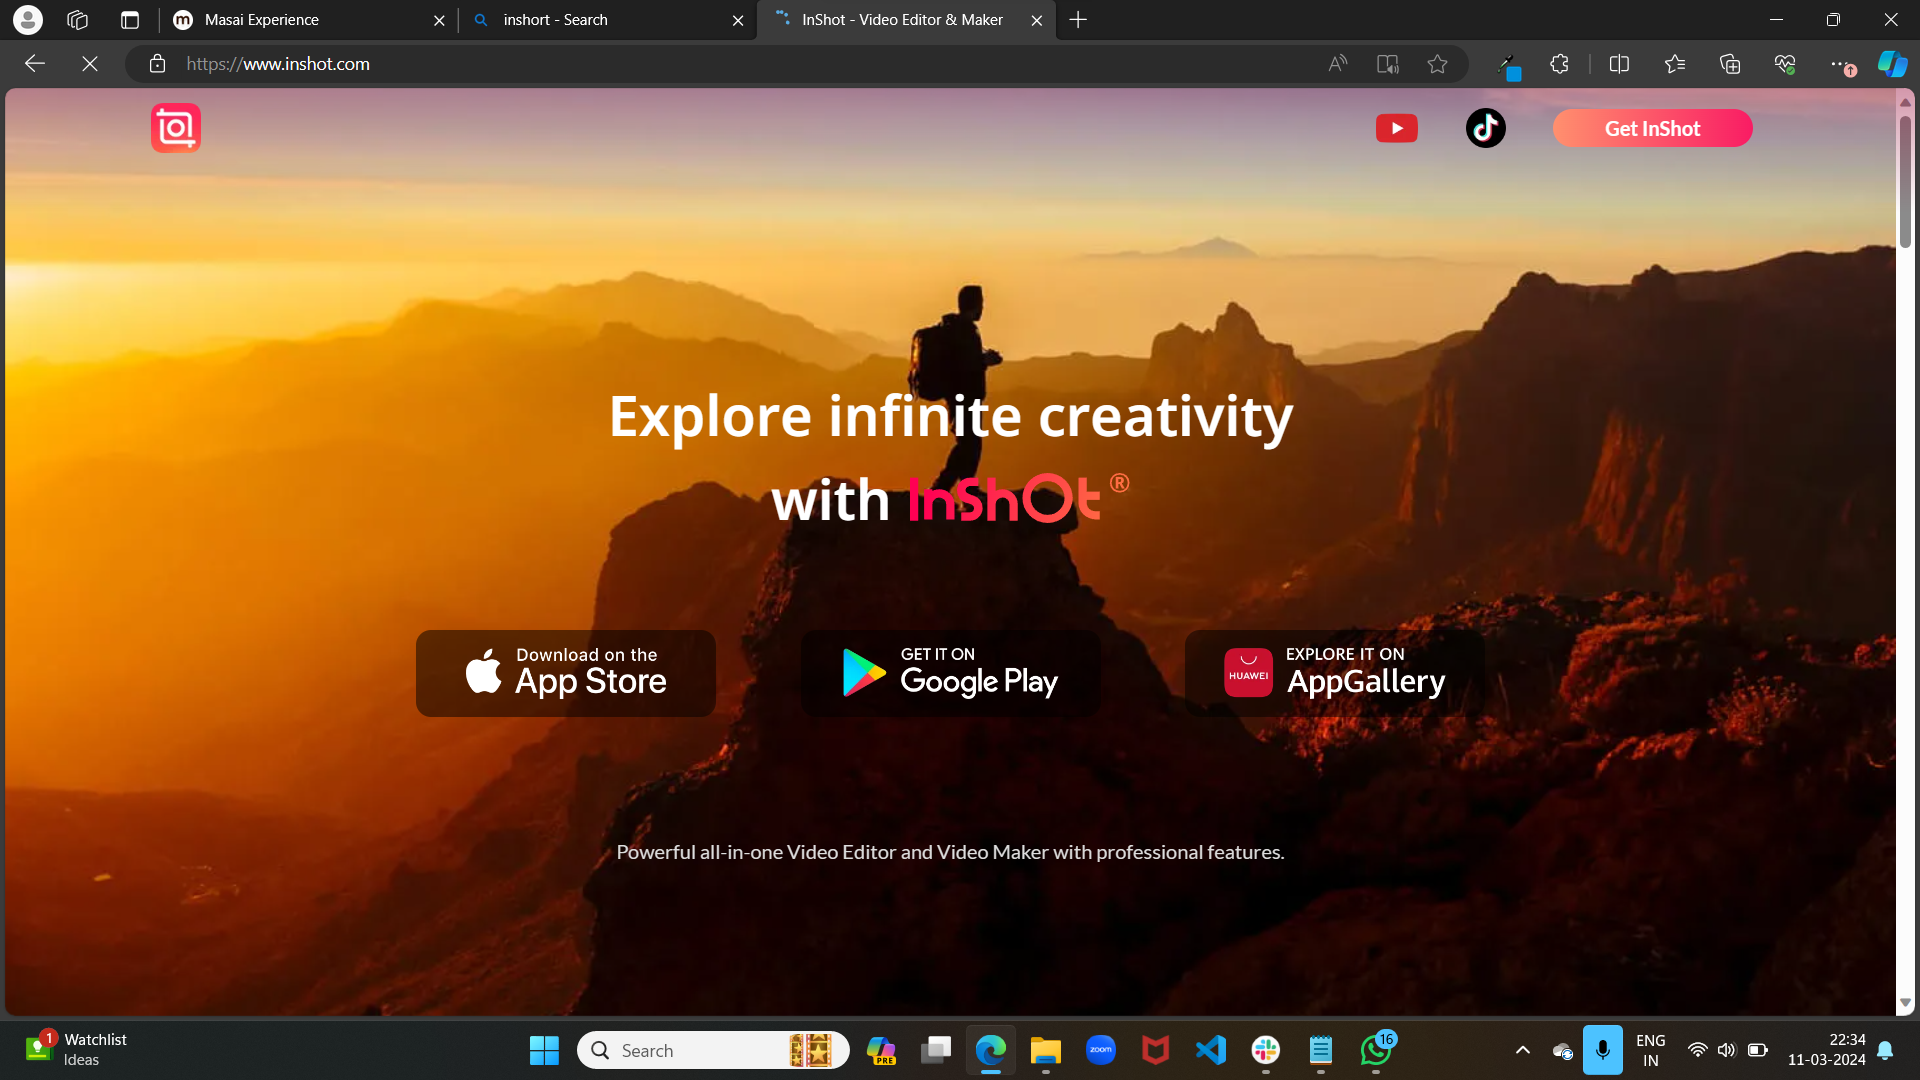 Masai Experience
inshort - Search
InShot - Video Editor & Maker
https://www.inshot.com
Get InShot
Explore infinite creativity
with InShOt ®
Download on the
App Store
GET IT ON
Google Play
HUAWEI
EXPLORE IT ON
AppGallery
Powerful all-in-one Video Editor and Video Maker with professional features.
1
Watchlist
Ideas
Search
PRE
zoom
16
ENG
IN
22:34
11-03-2024